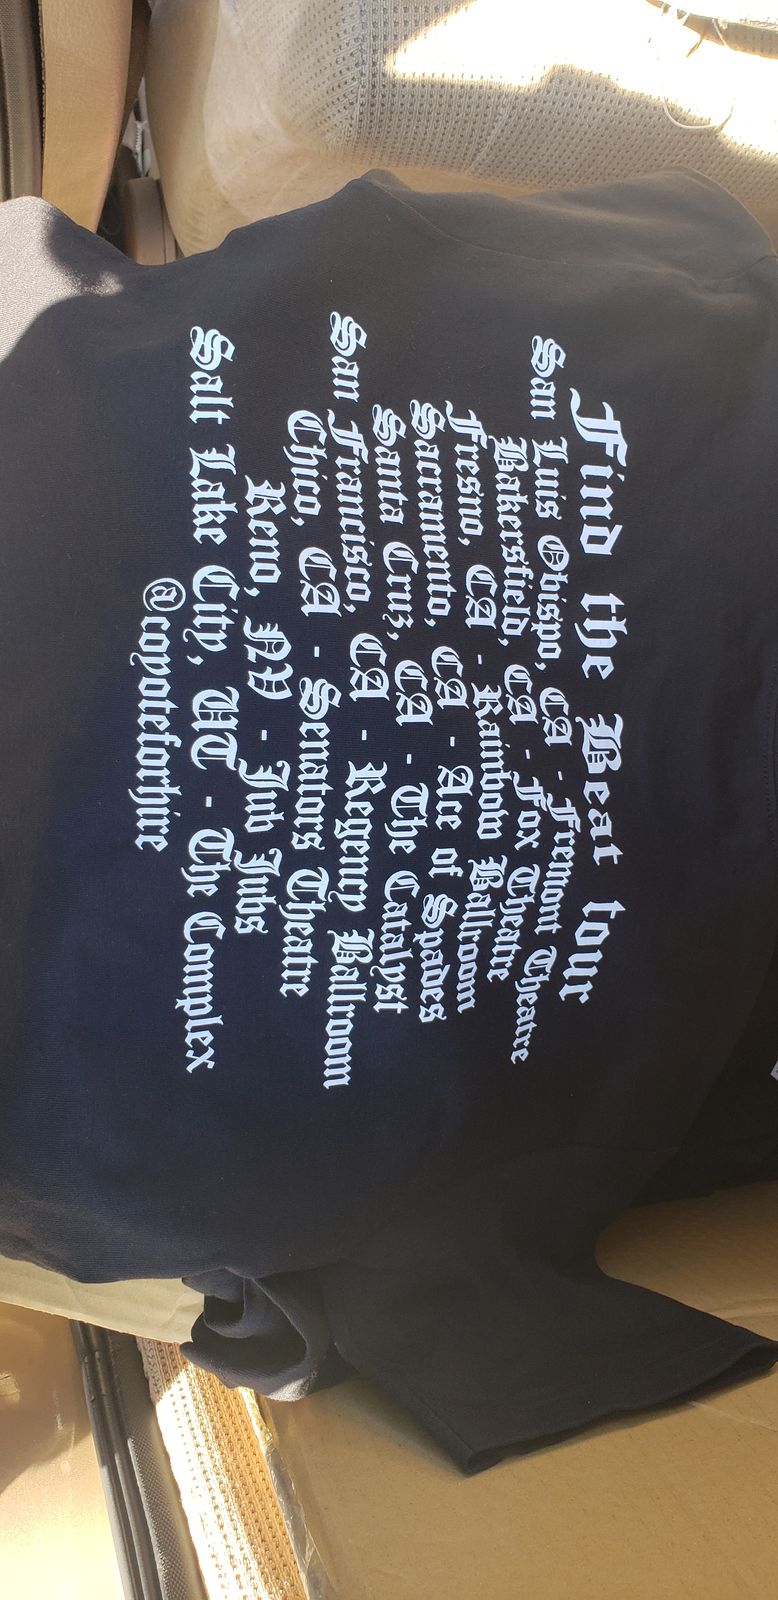 Find the Beat tour
San Luis Obispo, CA - Fremont Theatre
Bakersfield, CA - Fox Theatre
Fresno, CA - Rainbow Ballroom
Sacramento, CA - Ace of Spades
Santa Cruz, CA - The Catalyst
San Francisco, CA - Regency Ballroom
Chico, CA - Senators Theatre
Reno, NV - Jub Jubs
Salt Lake City, UT - The Complex
@coyoteforhire